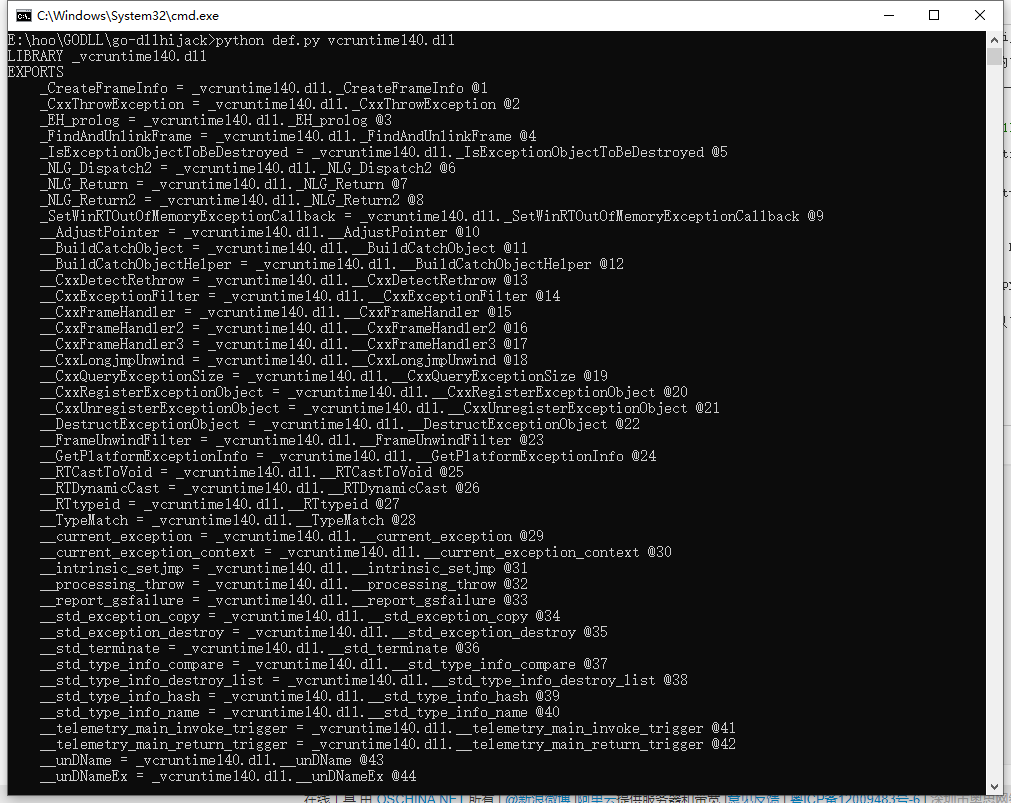 C:\Windows\System32\cmd.exe
E:\hoo\GODLL\go-dllhijack>python def.py vcruntime140.dll
LIBRARY _vcruntime140.dll
EXPORTS
_CreateFrameInfo = _vcruntime140.dll._CreateFrameInfo @1
_CxxThrowException = _vcruntime140.dll._CxxThrowException @2
_EH_prolog = _vcruntime140.dll._EH_prolog @3
_FindAndUnlinkFrame = _vcruntime140.dll._FindAndUnlinkFrame @4
_IsExceptionObjectToBeDestroyed = _vcruntime140.dll._IsExceptionObjectToBeDestroyed @5
_NLG_Dispatch2 = _vcruntime140.dll._NLG_Dispatch2 @6
_NLG_Return = _vcruntime140.dll._NLG_Return @7
_NLG_Return2 = _vcruntime140.dll._NLG_Return2 @8
_SetWinRTOutOfMemoryExceptionCallback = _vcruntime140.dll._SetWinRTOutOfMemoryExceptionCallback @9
__AdjustPointer = _vcruntime140.dll.__AdjustPointer @10
__BuildCatchObject = _vcruntime140.dll.__BuildCatchObject @11
__BuildCatchObjectHelper = _vcruntime140.dll.__BuildCatchObjectHelper @12
__CxxDetectRethrow = _vcruntime140.dll.__CxxDetectRethrow @13
__CxxExceptionFilter = _vcruntime140.dll.__CxxExceptionFilter @14
__CxxFrameHandler = _vcruntime140.dll.__CxxFrameHandler @15
__CxxFrameHandler2 = _vcruntime140.dll.__CxxFrameHandler2 @16
__CxxFrameHandler3 = _vcruntime140.dll.__CxxFrameHandler3 @17
__CxxLongjmpUnwind = _vcruntime140.dll.__CxxLongjmpUnwind @18
__CxxQueryExceptionSize = _vcruntime140.dll.__CxxQueryExceptionSize @19
__CxxRegisterExceptionObject = _vcruntime140.dll.__CxxRegisterExceptionObject @20
__CxxUnregisterExceptionObject = _vcruntime140.dll.__CxxUnregisterExceptionObject @21
__DestructExceptionObject = _vcruntime140.dll.__DestructExceptionObject @22
__FrameUnwindFilter = _vcruntime140.dll.__FrameUnwindFilter @23
__GetPlatformExceptionInfo = _vcruntime140.dll.__GetPlatformExceptionInfo @24
__RTCastToVoid = _vcruntime140.dll.__RTCastToVoid @25
__RTDynamicCast = _vcruntime140.dll.__RTDynamicCast @26
__RTtypeid = _vcruntime140.dll.__RTtypeid @27
__TypeMatch = _vcruntime140.dll.__TypeMatch @28
__current_exception = _vcruntime140.dll.__current_exception @29
__current_exception_context = _vcruntime140.dll.__current_exception_context @30
__intrinsic_setjmp = _vcruntime140.dll.__intrinsic_setjmp @31
__processing_throw = _vcruntime140.dll.__processing_throw @32
__report_gsfailure = _vcruntime140.dll.__report_gsfailure @33
__std_exception_copy = _vcruntime140.dll.__std_exception_copy @34
__std_exception_destroy = _vcruntime140.dll.__std_exception_destroy @35
__std_terminate = _vcruntime140.dll.__std_terminate @36
__std_type_info_compare = _vcruntime140.dll.__std_type_info_compare @37
__std_type_info_destroy_list = _vcruntime140.dll.__std_type_info_destroy_list @38
__std_type_info_hash = _vcruntime140.dll.__std_type_info_hash @39
__std_type_info_name = _vcruntime140.dll.__std_type_info_name @40
__telemetry_main_invoke_trigger = _vcruntime140.dll.__telemetry_main_invoke_trigger @41
__telemetry_main_return_trigger = _vcruntime140.dll.__telemetry_main_return_trigger @42
__unDName = _vcruntime140.dll.__unDName @43
__unDNameEx = _vcruntime140.dll.__unDNameEx @44